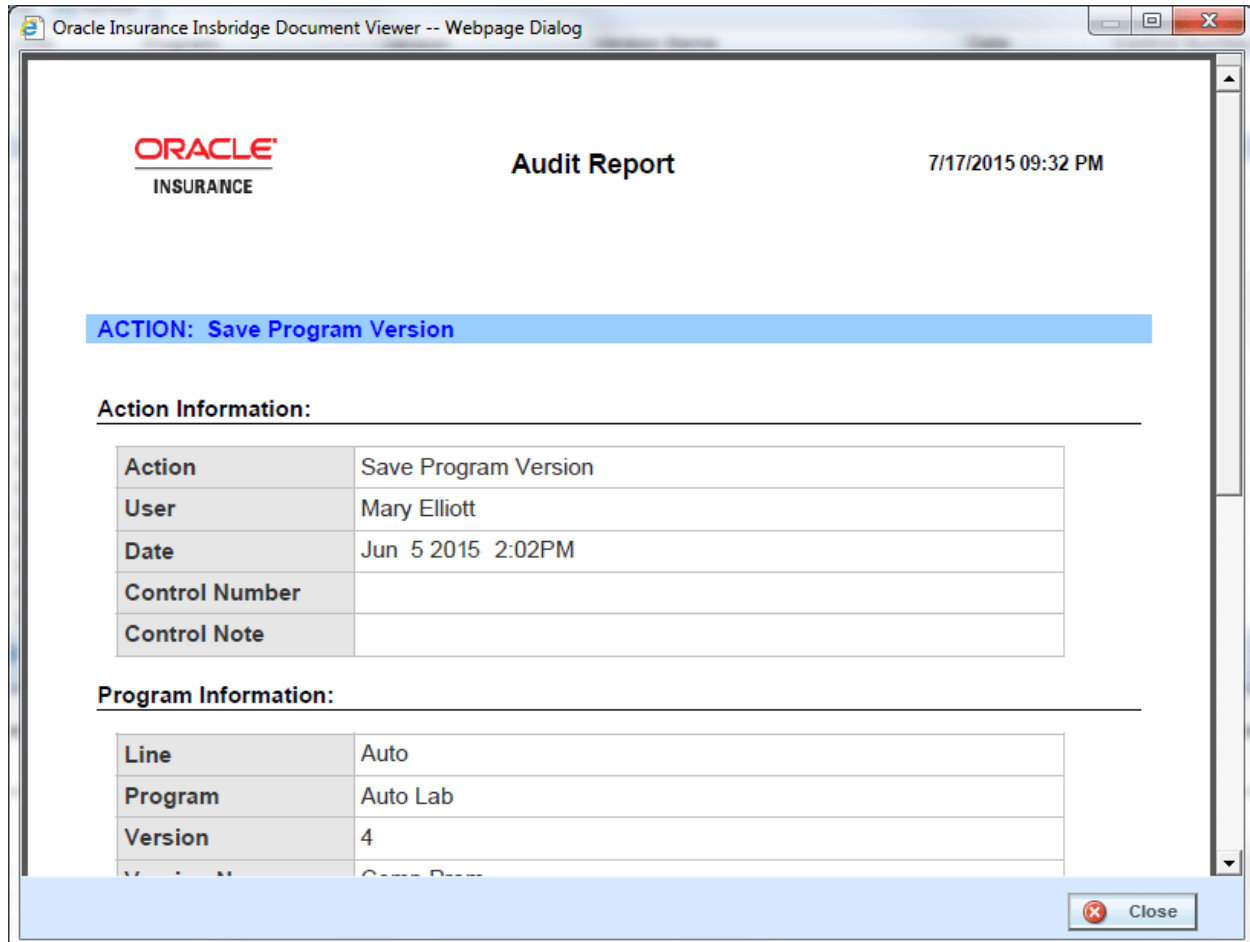 Oracle Insurance Insbridge Document Viewer -- Webpage Dialog
ORACLE
INSURANCE
Audit Report
7/17/2015 09:32 PM
ACTION: Save Program Version
Action Information:
Action Save Program Version
User Mary Elliott
Date Jun 5 2015 2:02PM
Control Number
Control Note
Program Information:
Line Auto
Program Auto Lab
Version 4
Close